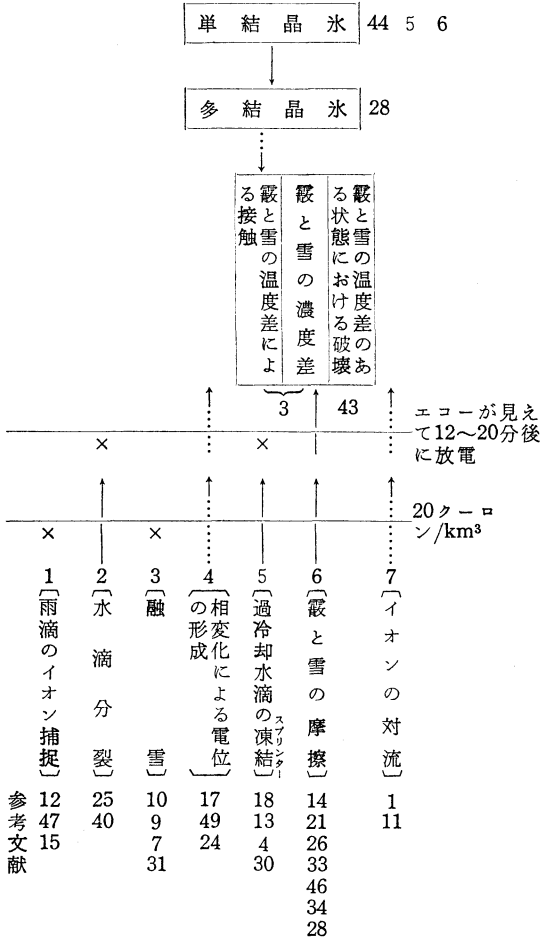 単結晶氷 44 5 6
多結晶氷 28
霰と雪の温度差のあ
る状態における破壊
霰と雪の濃度差
霰と雪の温度差によ
る接触
3 43
エコーが見え
て12～20分後
に放電
× ×
20クーロ
ン/km³
× ×
1 2 3 4 5 6 7
〔雨滴のイオン捕捉〕
〔水滴分裂〕
〔融雪〕
〔相変化による電位
の形成〕
〔過冷却水滴の凍結〕
スプリンター
〔霰と雪の摩擦〕
〔イオンの対流〕
参考文献
12 25 10 17 18 14 1
47 40 9 49 13 21 11
15 7 24 4 26
31 30 33
46
34
28